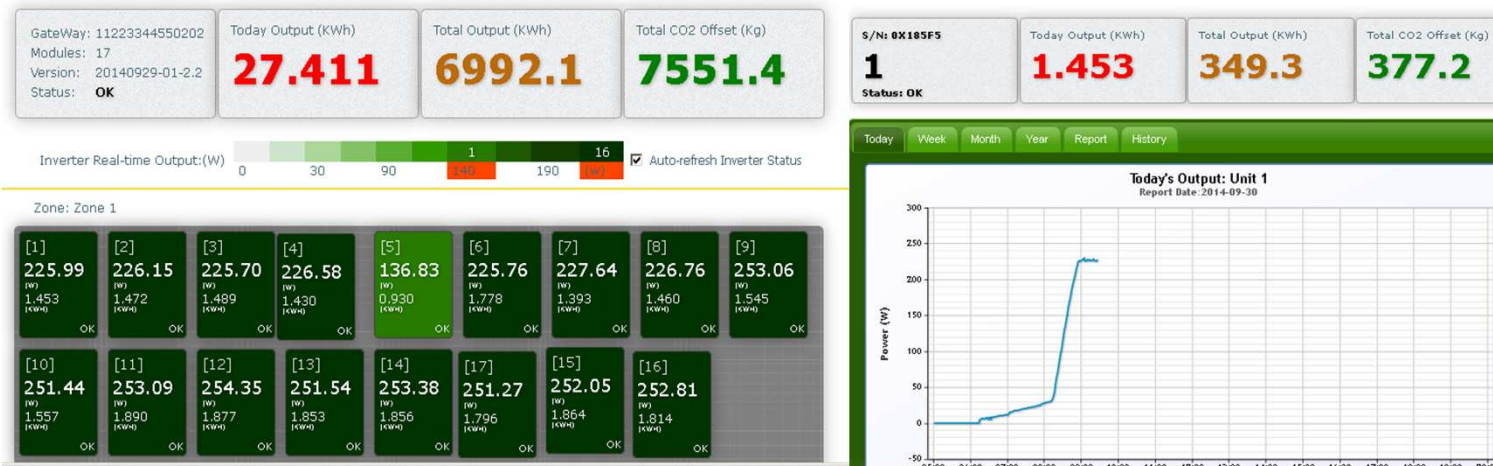 GateWay: 11223344550202
Modules: 17
Version: 20140929-01-2.2
Status: OK
Today Output (KWh)
27.411
Total Output (KWh)
6992.1
Total CO2 Offset (Kg)
7551.4
Inverter Real-time Output:(W)
1 16
0 30 90 140 190 (W)
Auto-refresh Inverter Status
Zone: Zone 1
[1]
225.99
(W)
1.453
(KWH)
OK
[2]
226.15
(W)
1.472
(KWH)
OK
[3]
225.70
(W)
1.489
(KWH)
OK
[4]
226.58
(W)
1.430
(KWH)
OK
[5]
136.83
(W)
0.930
(KWH)
OK
[6]
225.76
(W)
1.778
(KWH)
OK
[7]
227.64
(W)
1.393
(KWH)
OK
[8]
226.76
(W)
1.460
(KWH)
OK
[9]
253.06
(W)
1.545
(KWH)
OK
[10]
251.44
(W)
1.557
(KWH)
OK
[11]
253.09
(W)
1.890
(KWH)
OK
[12]
254.35
(W)
1.877
(KWH)
OK
[13]
251.54
(W)
1.853
(KWH)
OK
[14]
253.38
(W)
1.856
(KWH)
OK
[17]
251.27
(W)
1.796
(KWH)
OK
[15]
252.05
(W)
1.864
(KWH)
OK
[16]
252.81
(W)
1.814
(KWH)
OK
S/N: 0X185F5
1
Status: OK
Today Output (KWh)
1.453
Total Output (KWh)
349.3
Total CO2 Offset (Kg)
377.2
Today Week Month Year Report History
Today's Output: Unit 1
Report Date:2014-09-30
Power (W)
300
250
200
150
100
50
0
-50